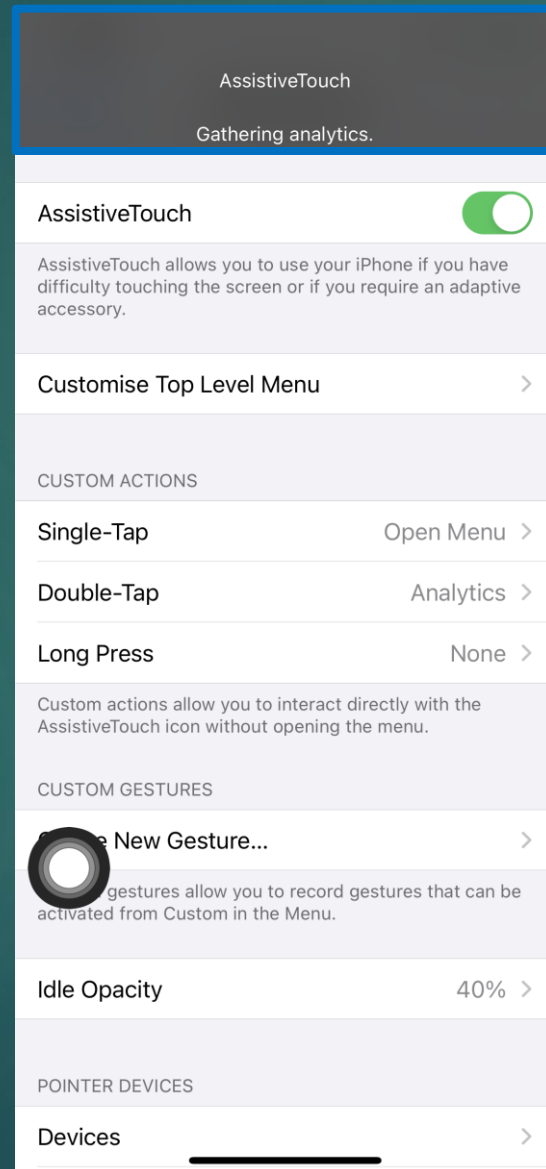 AssistiveTouch
Gathering analytics.
AssistiveTouch
AssistiveTouch allows you to use your iPhone if you have
difficulty touching the screen or if you require an adaptive
accessory.
Customise Top Level Menu
CUSTOM ACTIONS
Single-Tap Open Menu
Double-Tap Analytics
Long Press None
Custom actions allow you to interact directly with the
AssistiveTouch icon without opening the menu.
CUSTOM GESTURES
New Gesture...
gestures allow you to record gestures that can be
activated from Custom in the Menu.
Idle Opacity 40%
POINTER DEVICES
Devices